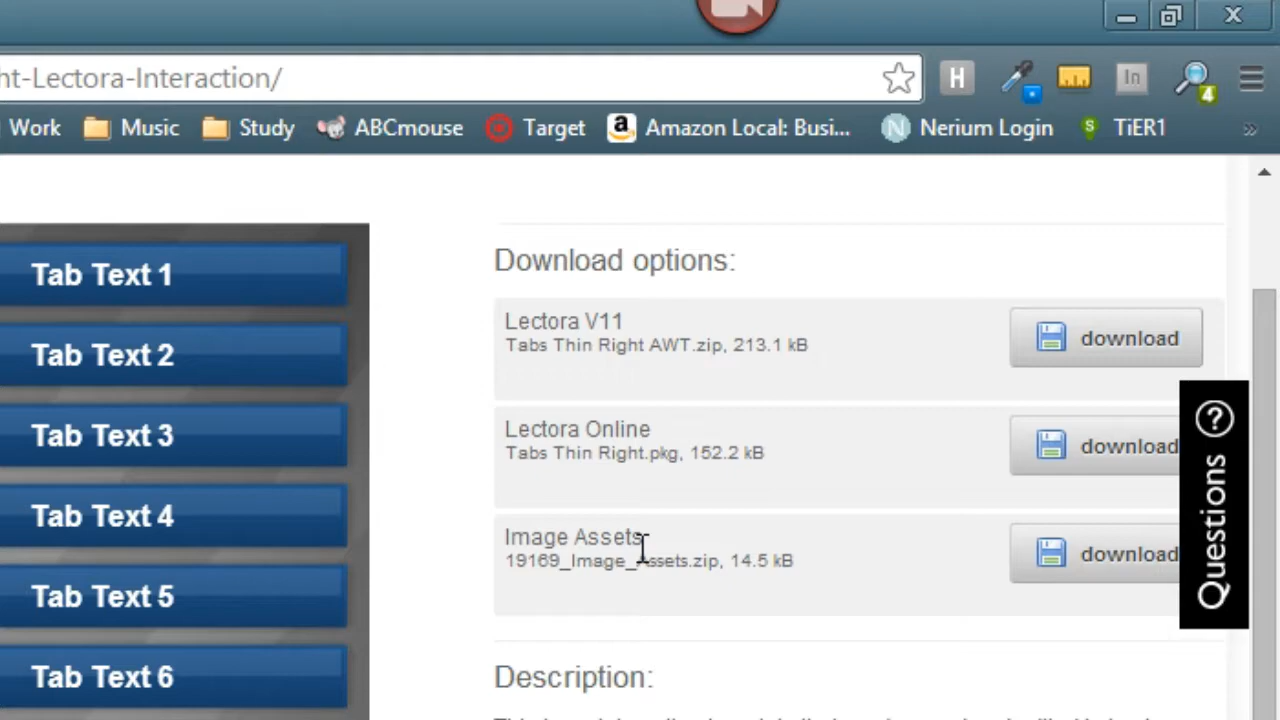 ht-Lectora-Interaction/
H
In
4
Work Music Study ABCmouse Target a Amazon Local: Busi... N Nerium Login S TiER1 »
Download options:
Tab Text 1
Lectora V11
Tabs Thin Right AWT.zip, 213.1 kB
download
Tab Text 2
Lectora Online
Tabs Thin Right.pkg, 152.2 kB
download
Tab Text 3
Tab Text 4
Image Assets
19169_Image_Assets.zip, 14.5 kB
download
Questions ?
Tab Text 5
Tab Text 6
Description: